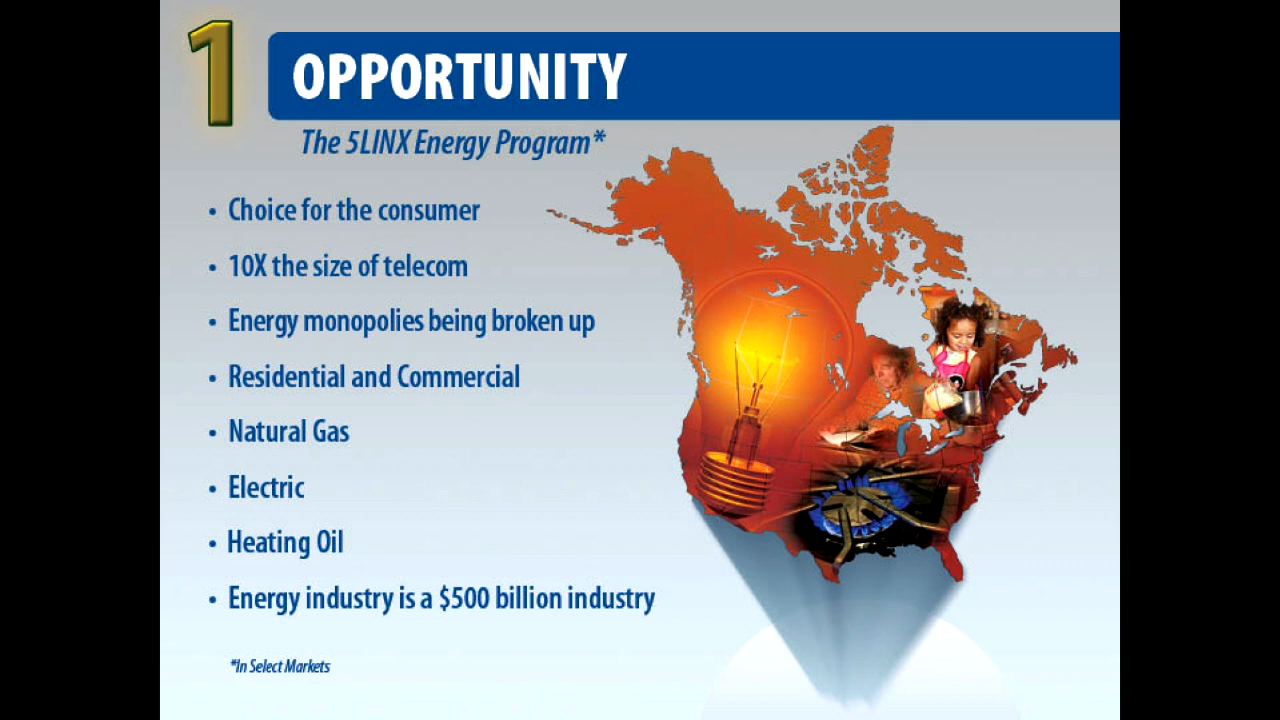 1
OPPORTUNITY
The 5LINX Energy Program*
• Choice for the consumer
• 10X the size of telecom
• Energy monopolies being broken up
• Residential and Commercial
• Natural Gas
• Electric
• Heating Oil
• Energy industry is a $500 billion industry
*In Select Markets